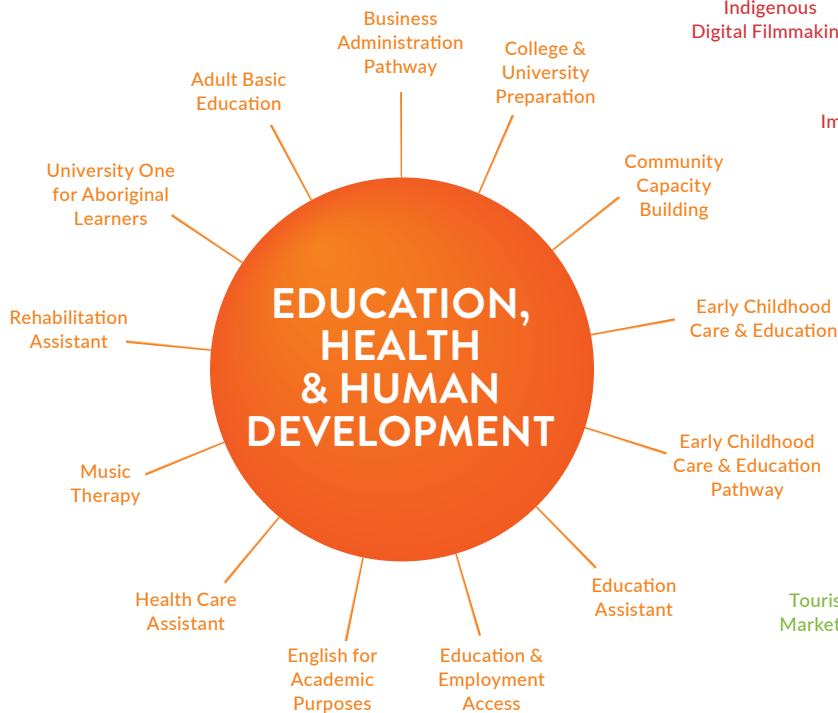 EDUCATION,
HEALTH
& HUMAN
DEVELOPMENT
Business
Administration
Pathway
College &
University
Preparation
Community
Capacity
Building
Early Childhood
Care & Education
Early Childhood
Care & Education
Pathway
Education
Assistant
Education &
Employment
Access
English for
Academic
Purposes
Health Care
Assistant
Music
Therapy
Rehabilitation
Assistant
University One
for Aboriginal
Learners
Adult Basic
Education
Indigenous
Digital Filmmakin
Im
Touris
Market